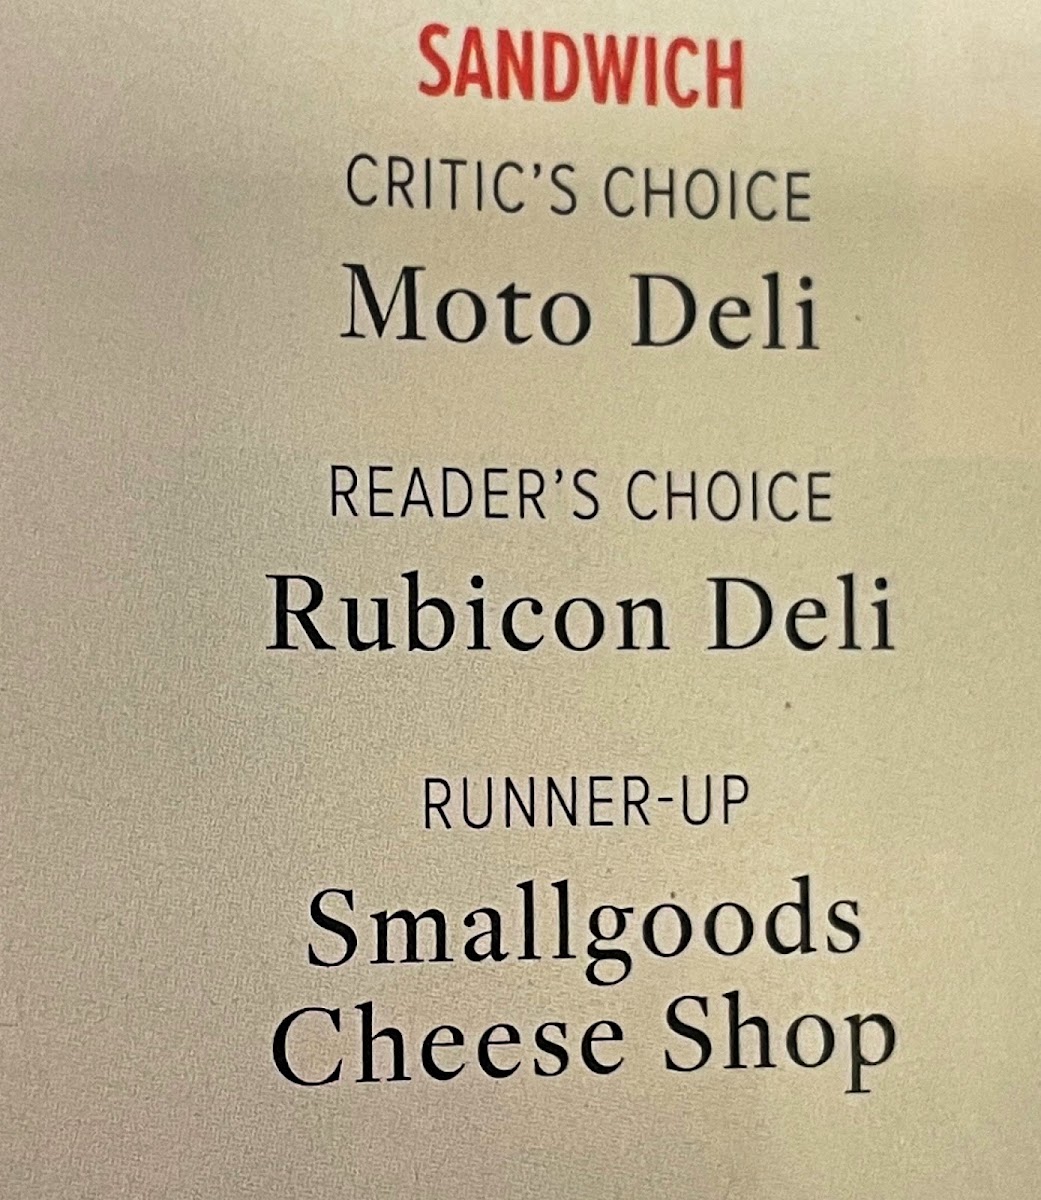 SANDWICH
CRITIC'S CHOICE
Moto Deli
READER'S CHOICE
Rubicon Deli
RUNNER-UP
Smallgoods
Cheese Shop